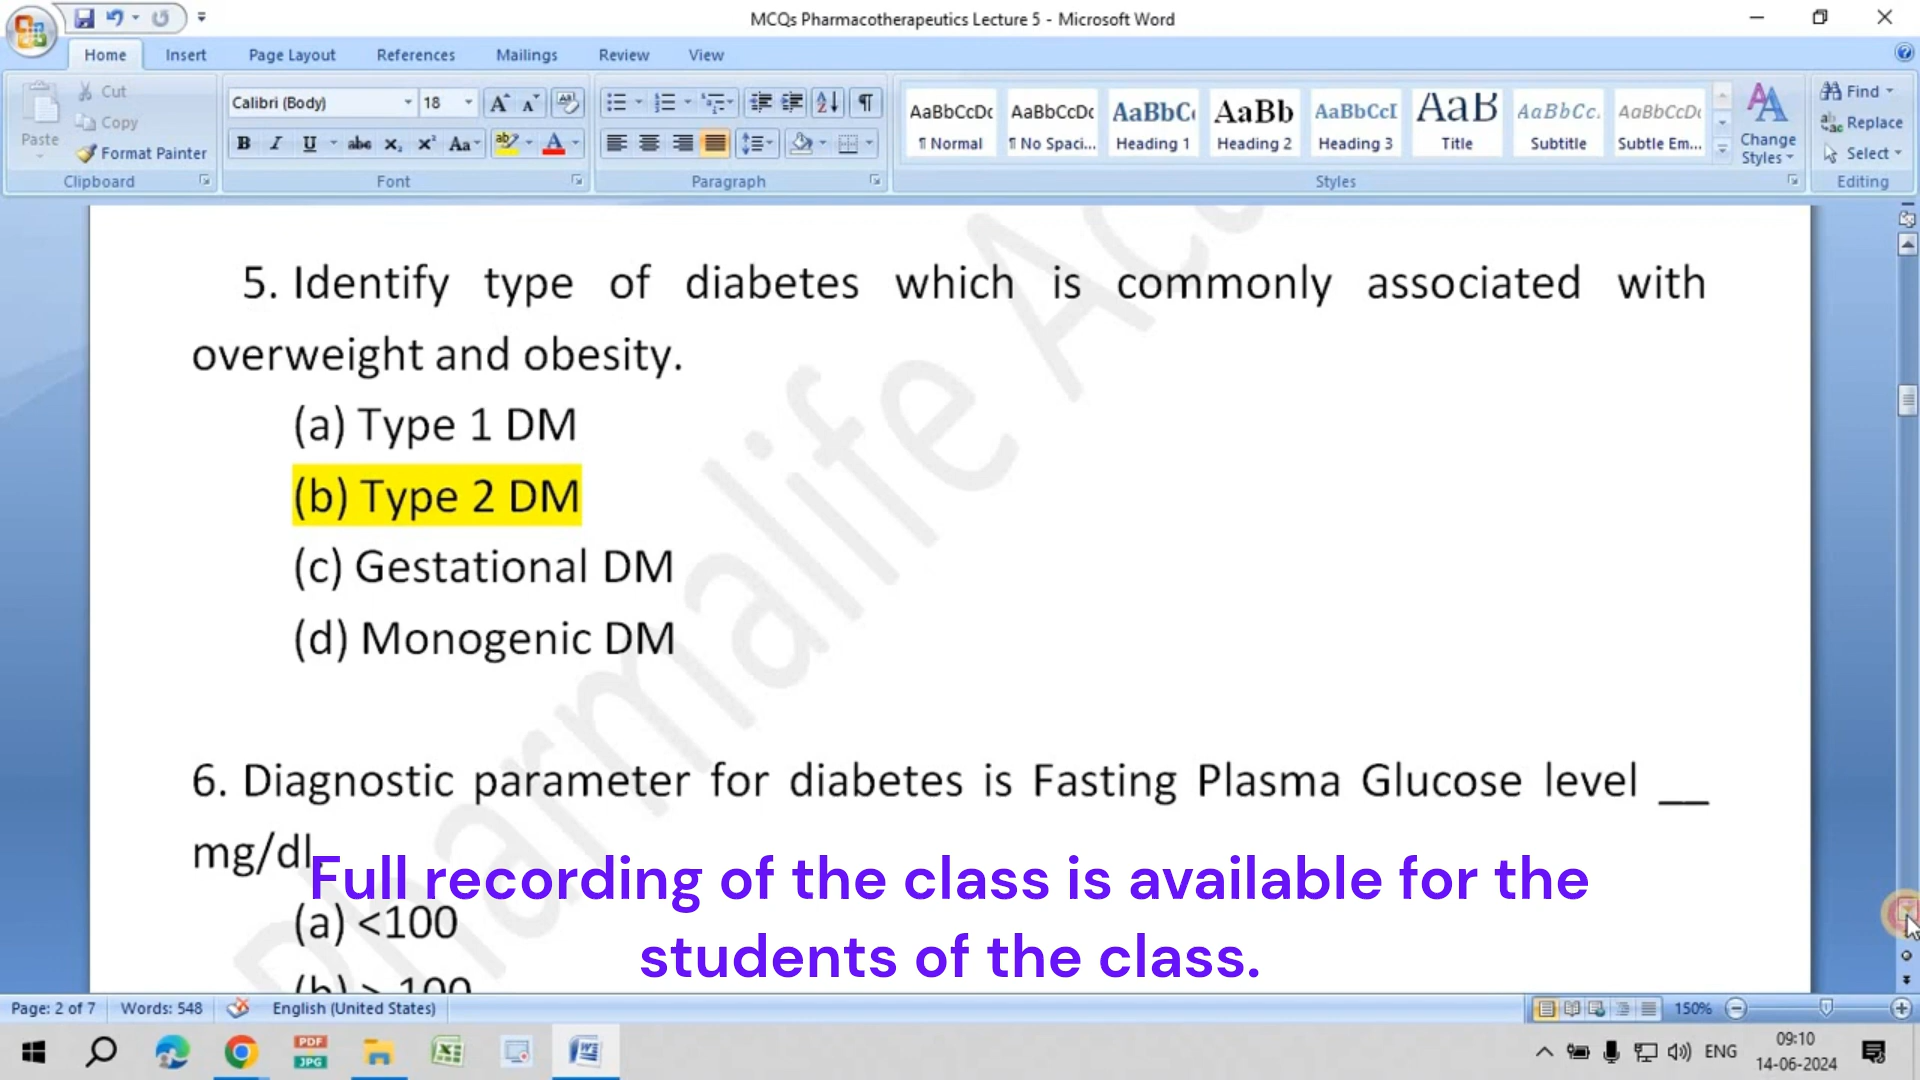 MCQs Pharmacotherapeutics Lecture 5 - Microsoft Word
Home Insert Page Layout References Mailings Review View
Paste
Cut
Copy
Format Painter
Clipboard
Calibri (Body) 18
Font
Paragraph
AaBbCcDc AaBbCcDc AaBbC AaBb AaBbCcI AaB AaBbCc. AaBbCcDc
¶ Normal ¶ No Spaci... Heading 1 Heading 2 Heading 3 Title Subtitle Subtle Em...
Change
Styles
Styles
Find
Replace
Select
Editing
5. Identify type of diabetes which is commonly associated with
overweight and obesity.
(a) Type 1 DM
(b) Type 2 DM
(c) Gestational DM
(d) Monogenic DM
6. Diagnostic parameter for diabetes is Fasting Plasma Glucose level __
mg/dl.
(a) <100
(b) > 100
Pharmalife Aca
Full recording of the class is available for the
students of the class.
Page: 2 of 7 Words: 548 English (United States) 150%
PDF
JPG
ENG
09:10
14-06-2024